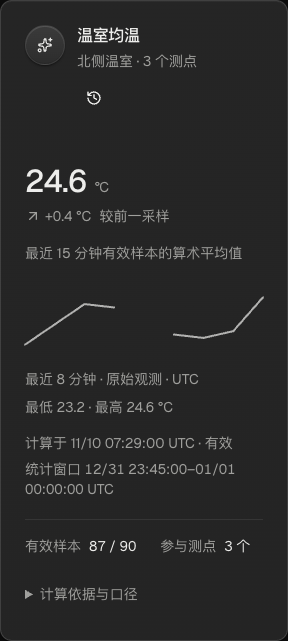 温室均温
北侧温室 · 3 个测点
24.6 °C
+0.4 °C 较前一采样
最近 15 分钟有效样本的算术平均值
最近 8 分钟 · 原始观测 · UTC
最低 23.2 · 最高 24.6 °C
计算于 11/10 07:29:00 UTC · 有效
统计窗口 12/31 23:45:00–01/01
00:00:00 UTC
有效样本 87 / 90 参与测点 3 个
计算依据与口径